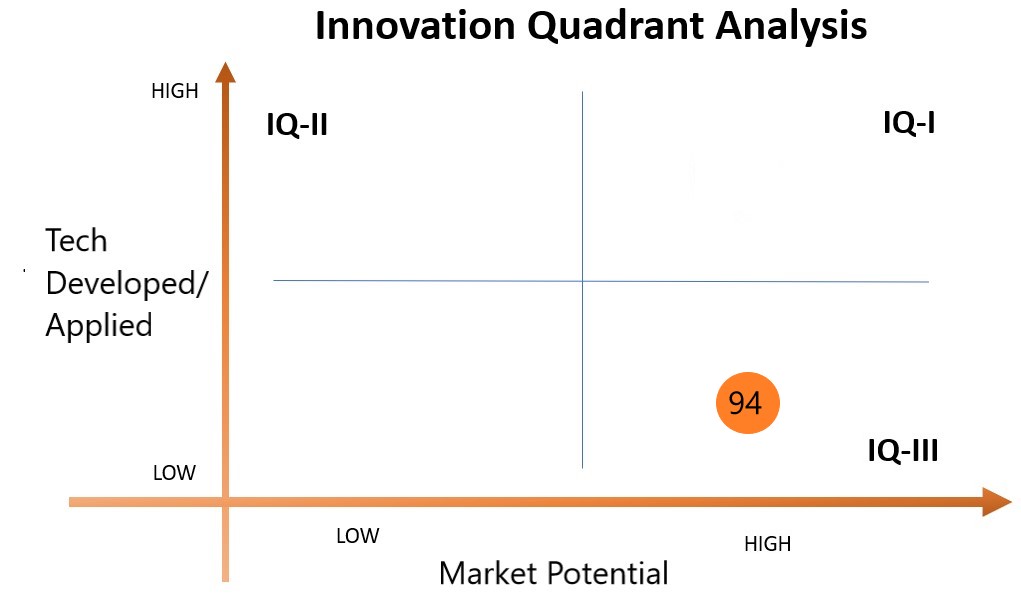 Innovation Quadrant Analysis
HIGH
IQ-II
IQ-I
Tech
Developed/
Applied
94
IQ-III
LOW
LOW
HIGH
Market Potential